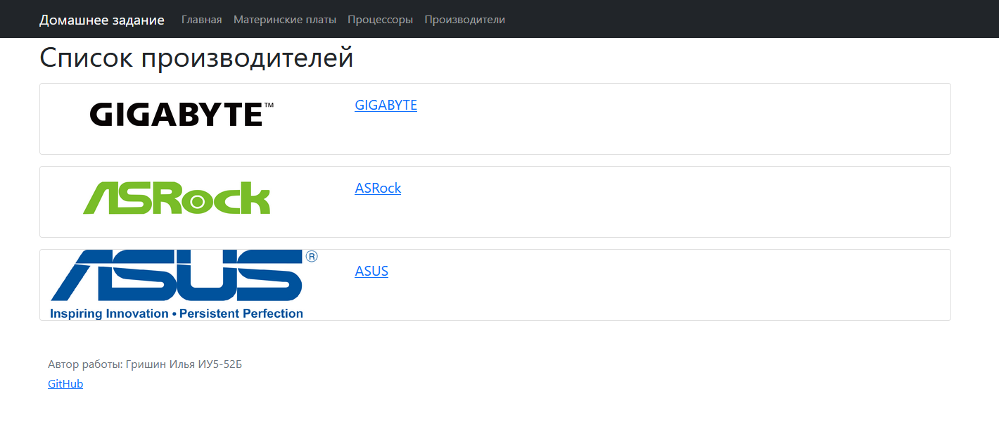 Домашнее задание Главная Материнские платы Процессоры Производители
Список производителей
GIGABYTE™ GIGABYTE
ASRock ASRock
ASUS® ASUS
Inspiring Innovation • Persistent Perfection
Автор работы: Гришин Илья ИУ5-52Б
GitHub